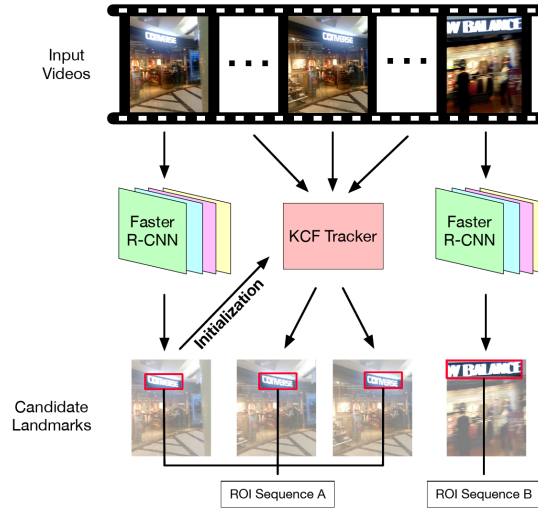 Input
Videos
CONVERSE
CONVERSE
W BALANCE
Faster
R-CNN
KCF Tracker
Faster
R-CNN
Initialization
Candidate
Landmarks
CONVERSE
CONVERSE
CONVERSE
W BALANCE
ROI Sequence A
ROI Sequence B